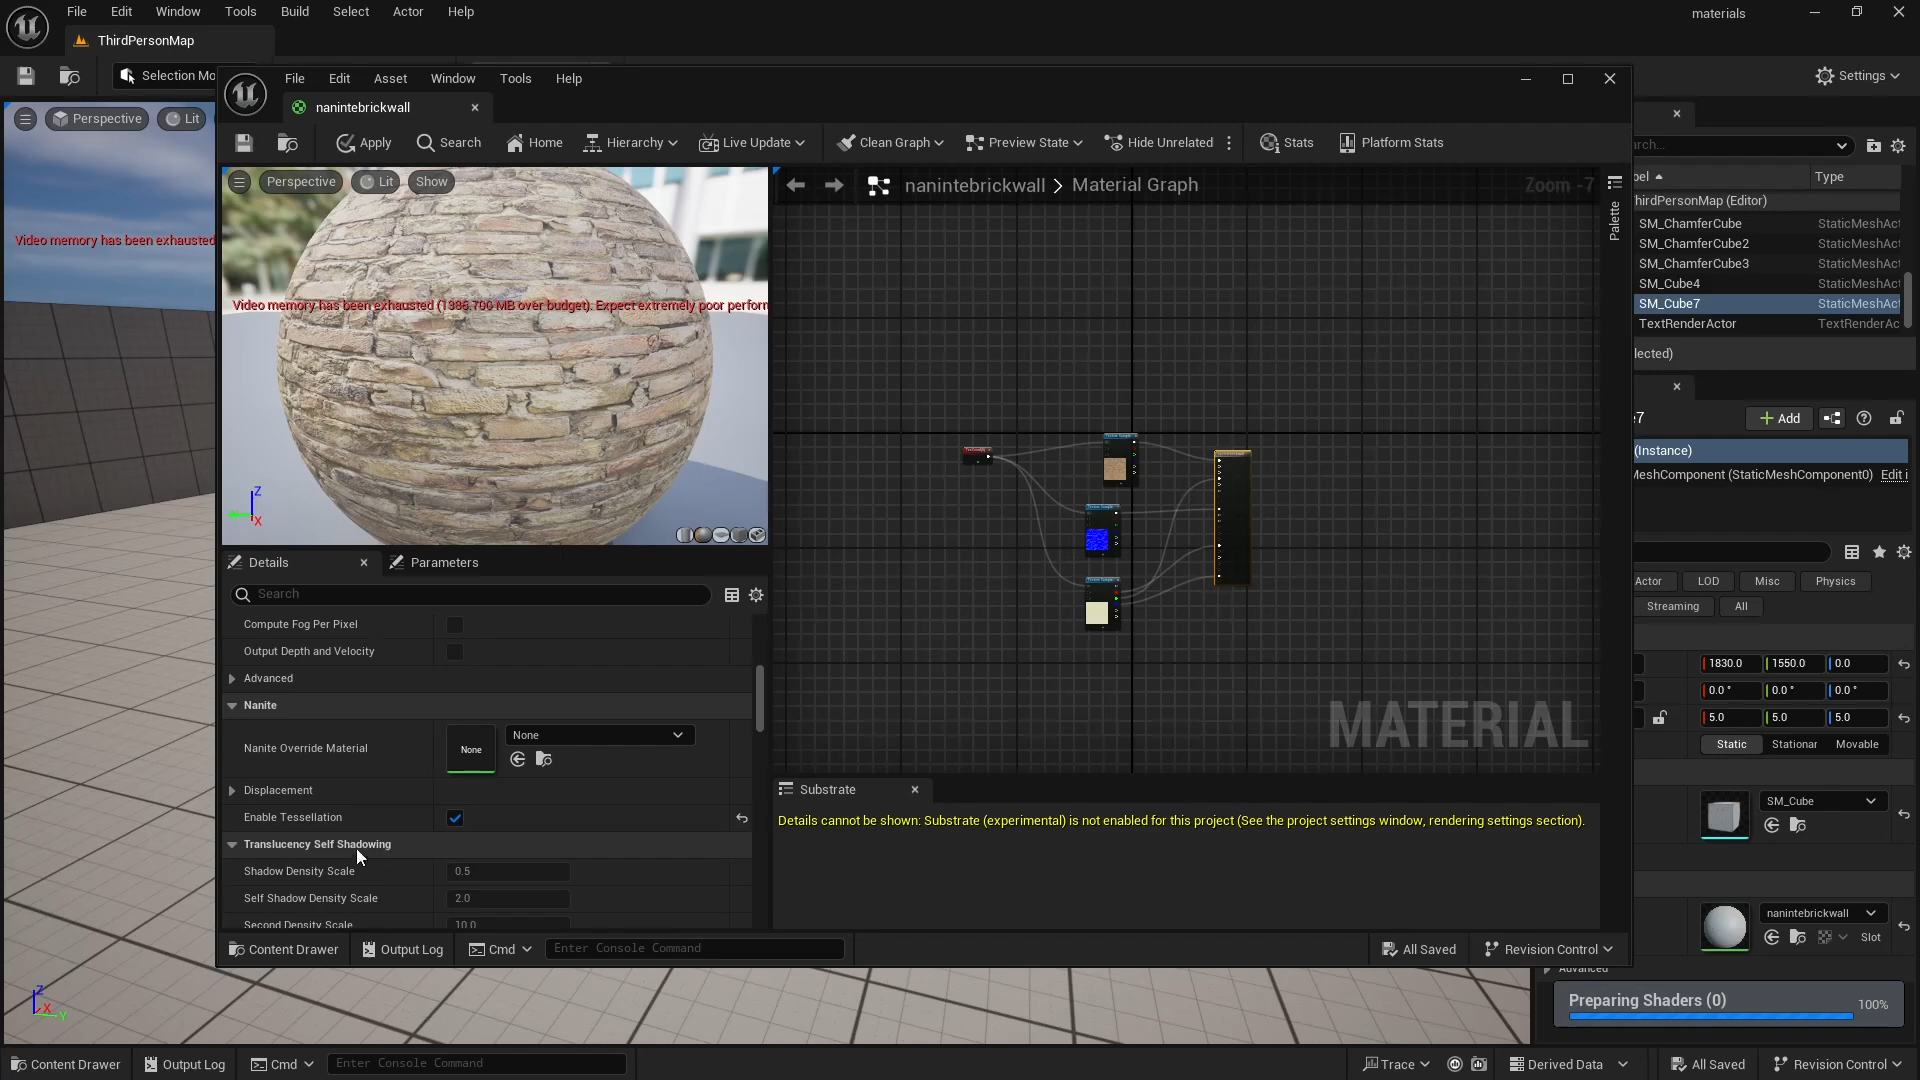 File Edit Window Tools Build Select Actor Help
materials
ThirdPersonMap
Selection Mo
Settings
Perspective Lit
Video memory has been exhausted
File Edit Asset Window Tools Help
nanintebrickwall
Apply Search Home Hierarchy Live Update Clean Graph Preview State Hide Unrelated Stats Platform Stats
Perspective Lit Show
Video memory has been exhausted (1386.700 MB over budget). Expect extremely poor perform
Z
X
nanintebrickwall > Material Graph
Zoom -7
Palette
MATERIAL
Details
Parameters
Search
Compute Fog Per Pixel
Output Depth and Velocity
Advanced
Nanite
Nanite Override Material
None
None
Displacement
Enable Tessellation
Translucency Self Shadowing
Shadow Density Scale 0.5
Self Shadow Density Scale 2.0
Second Density Scale 10.0
Substrate
Details cannot be shown: Substrate (experimental) is not enabled for this project (See the project settings window, rendering settings section).
Content Drawer Output Log Cmd Enter Console Command
All Saved Revision Control
rch...
bel Type
hirdPersonMap (Editor)
SM_ChamferCube StaticMeshAct
SM_ChamferCube2 StaticMeshAct
SM_ChamferCube3 StaticMeshAct
SM_Cube4 StaticMeshAct
SM_Cube7 StaticMeshAct
TextRenderActor TextRenderAc
lected)
e7
Add
(Instance)
MeshComponent (StaticMeshComponent0) Edit i
Actor LOD Misc Physics
Streaming All
1830.0 1550.0 0.0
0.0 ° 0.0 ° 0.0 °
5.0 5.0 5.0
Static Stationar Movable
SM_Cube
nanintebrickwall
Slot
Advanced
Preparing Shaders (0) 100%
Z
X
Y
Content Drawer Output Log Cmd Enter Console Command
Trace Derived Data All Saved Revision Control